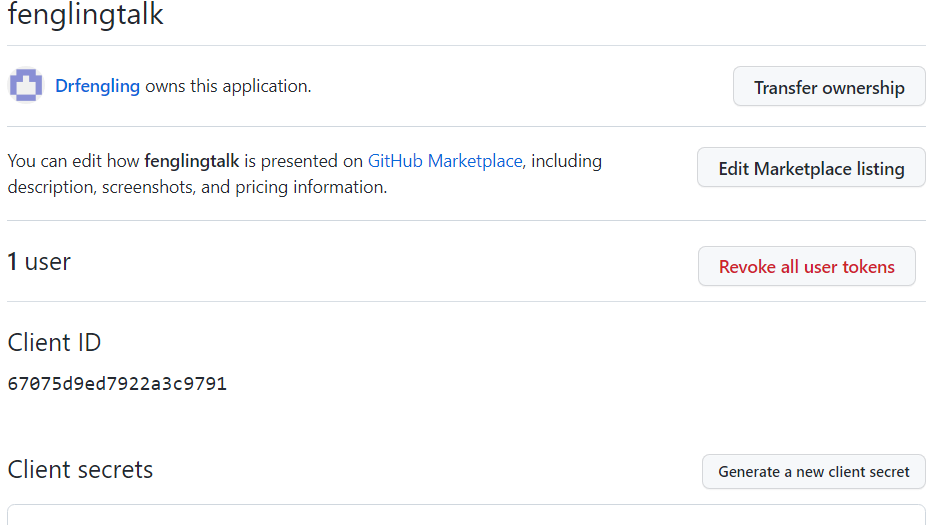 fenglingtalk
Drfengling owns this application.
Transfer ownership
You can edit how fenglingtalk is presented on GitHub Marketplace, including
description, screenshots, and pricing information.
Edit Marketplace listing
1 user
Revoke all user tokens
Client ID
67075d9ed7922a3c9791
Client secrets
Generate a new client secret